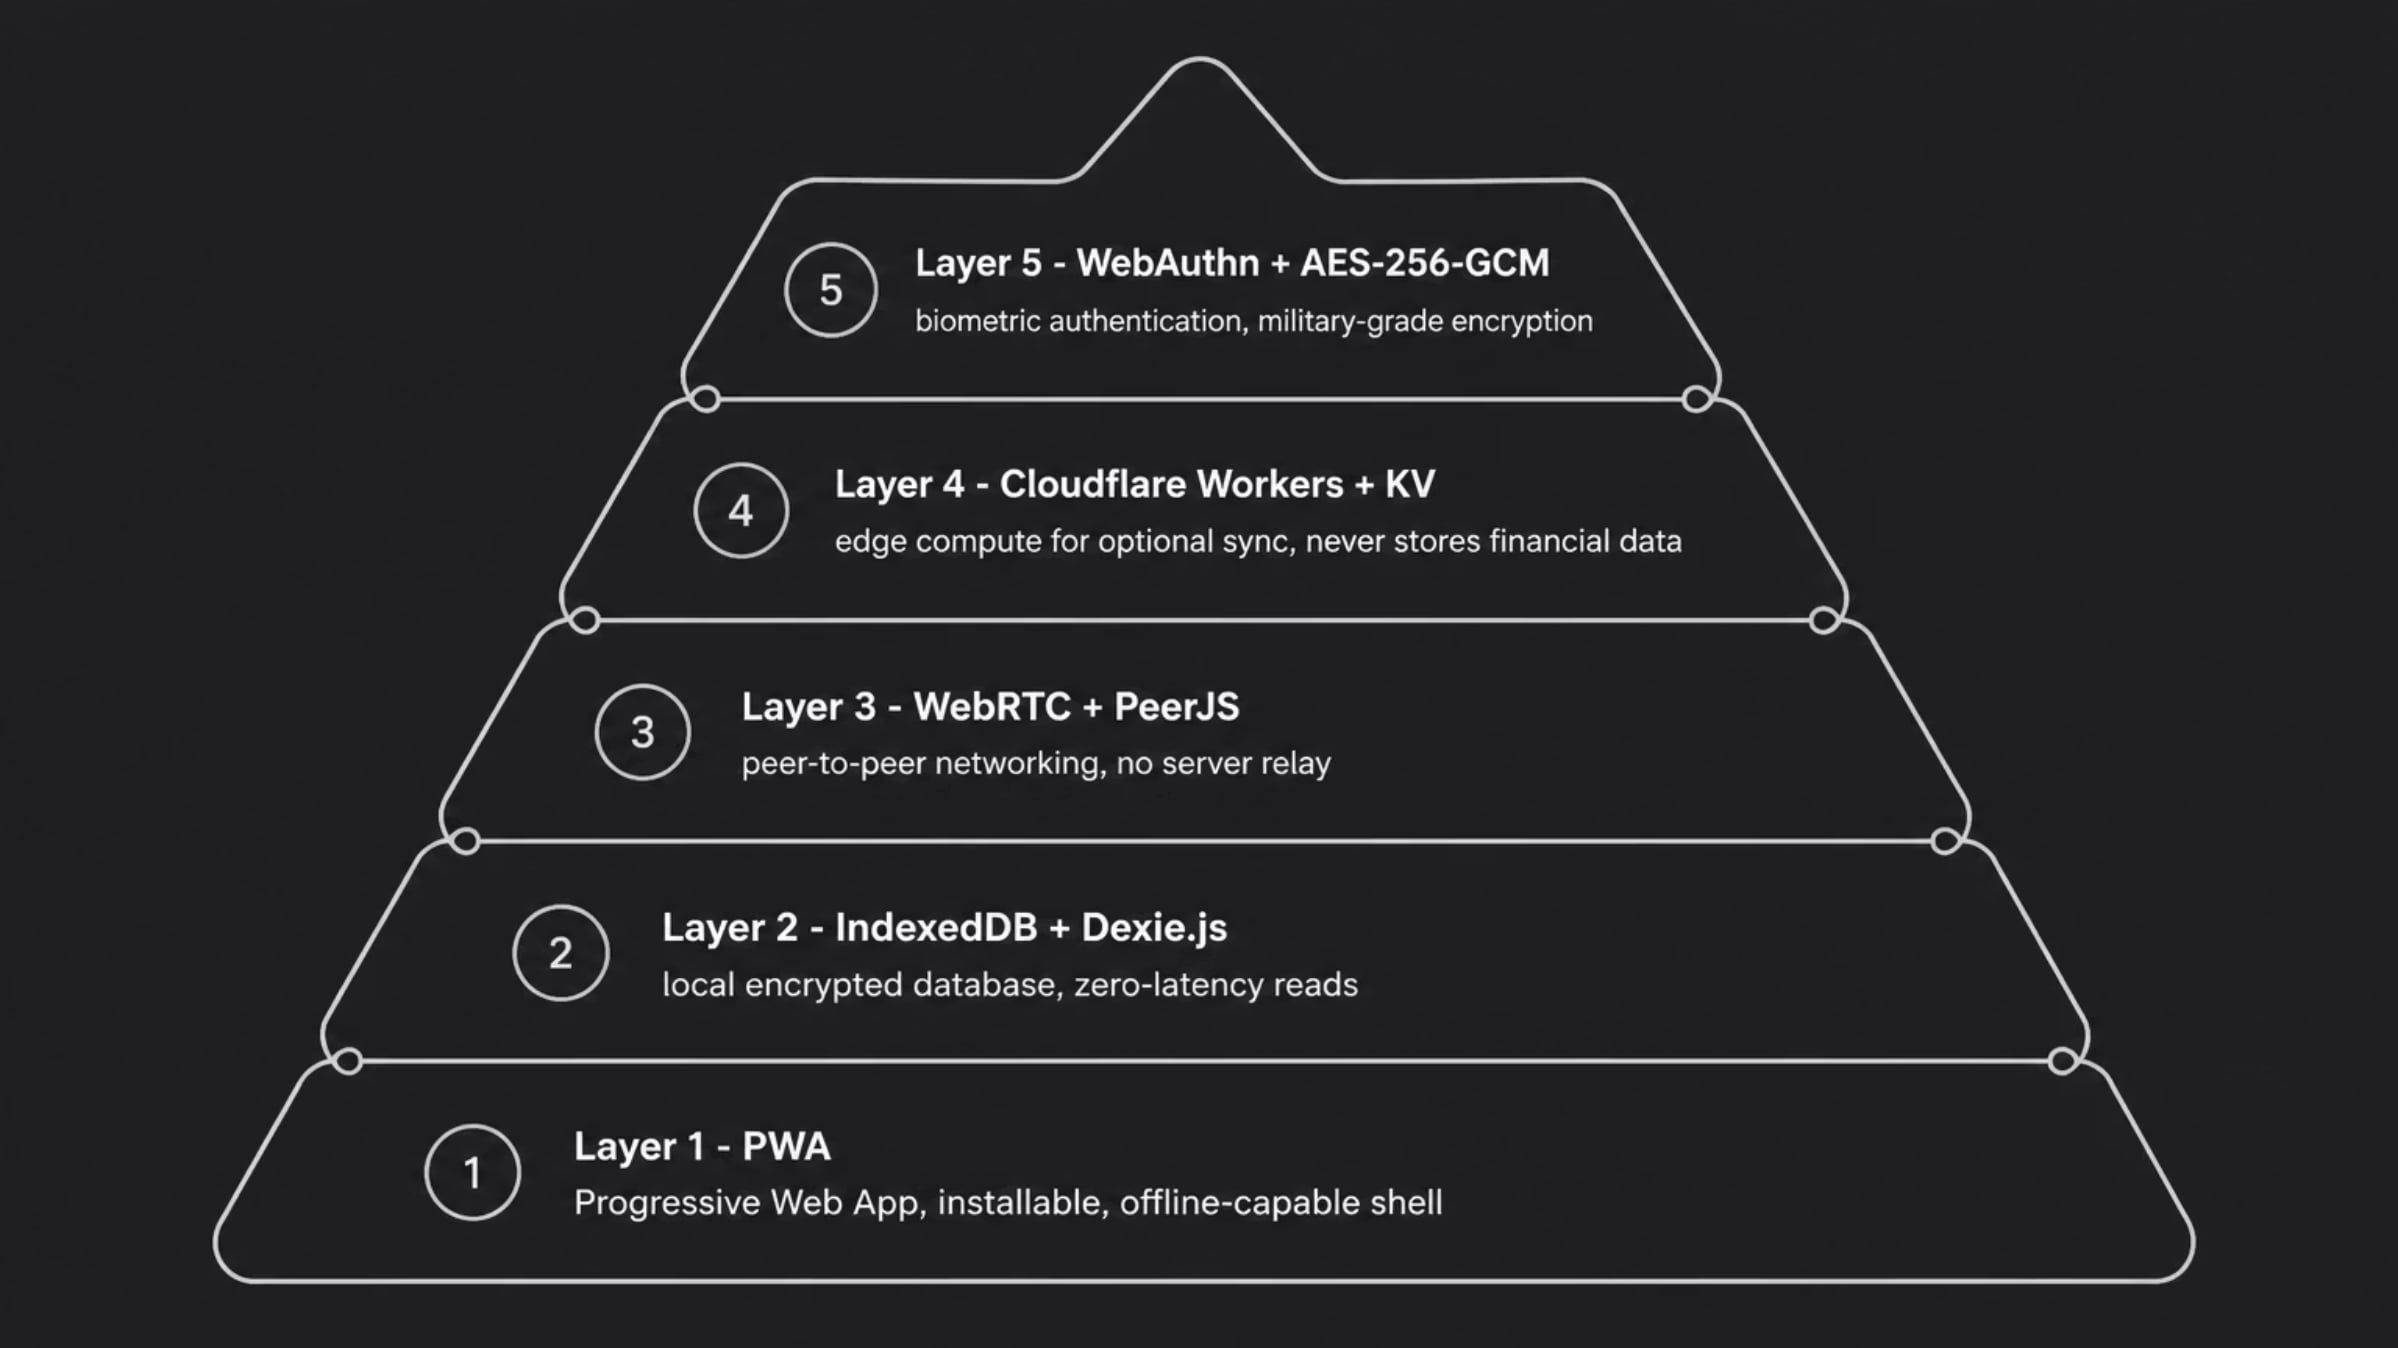 5
Layer 5 - WebAuthn + AES-256-GCM
biometric authentication, military-grade encryption
4
Layer 4 - Cloudflare Workers + KV
edge compute for optional sync, never stores financial data
3
Layer 3 - WebRTC + PeerJS
peer-to-peer networking, no server relay
2
Layer 2 - IndexedDB + Dexie.js
local encrypted database, zero-latency reads
1
Layer 1 - PWA
Progressive Web App, installable, offline-capable shell